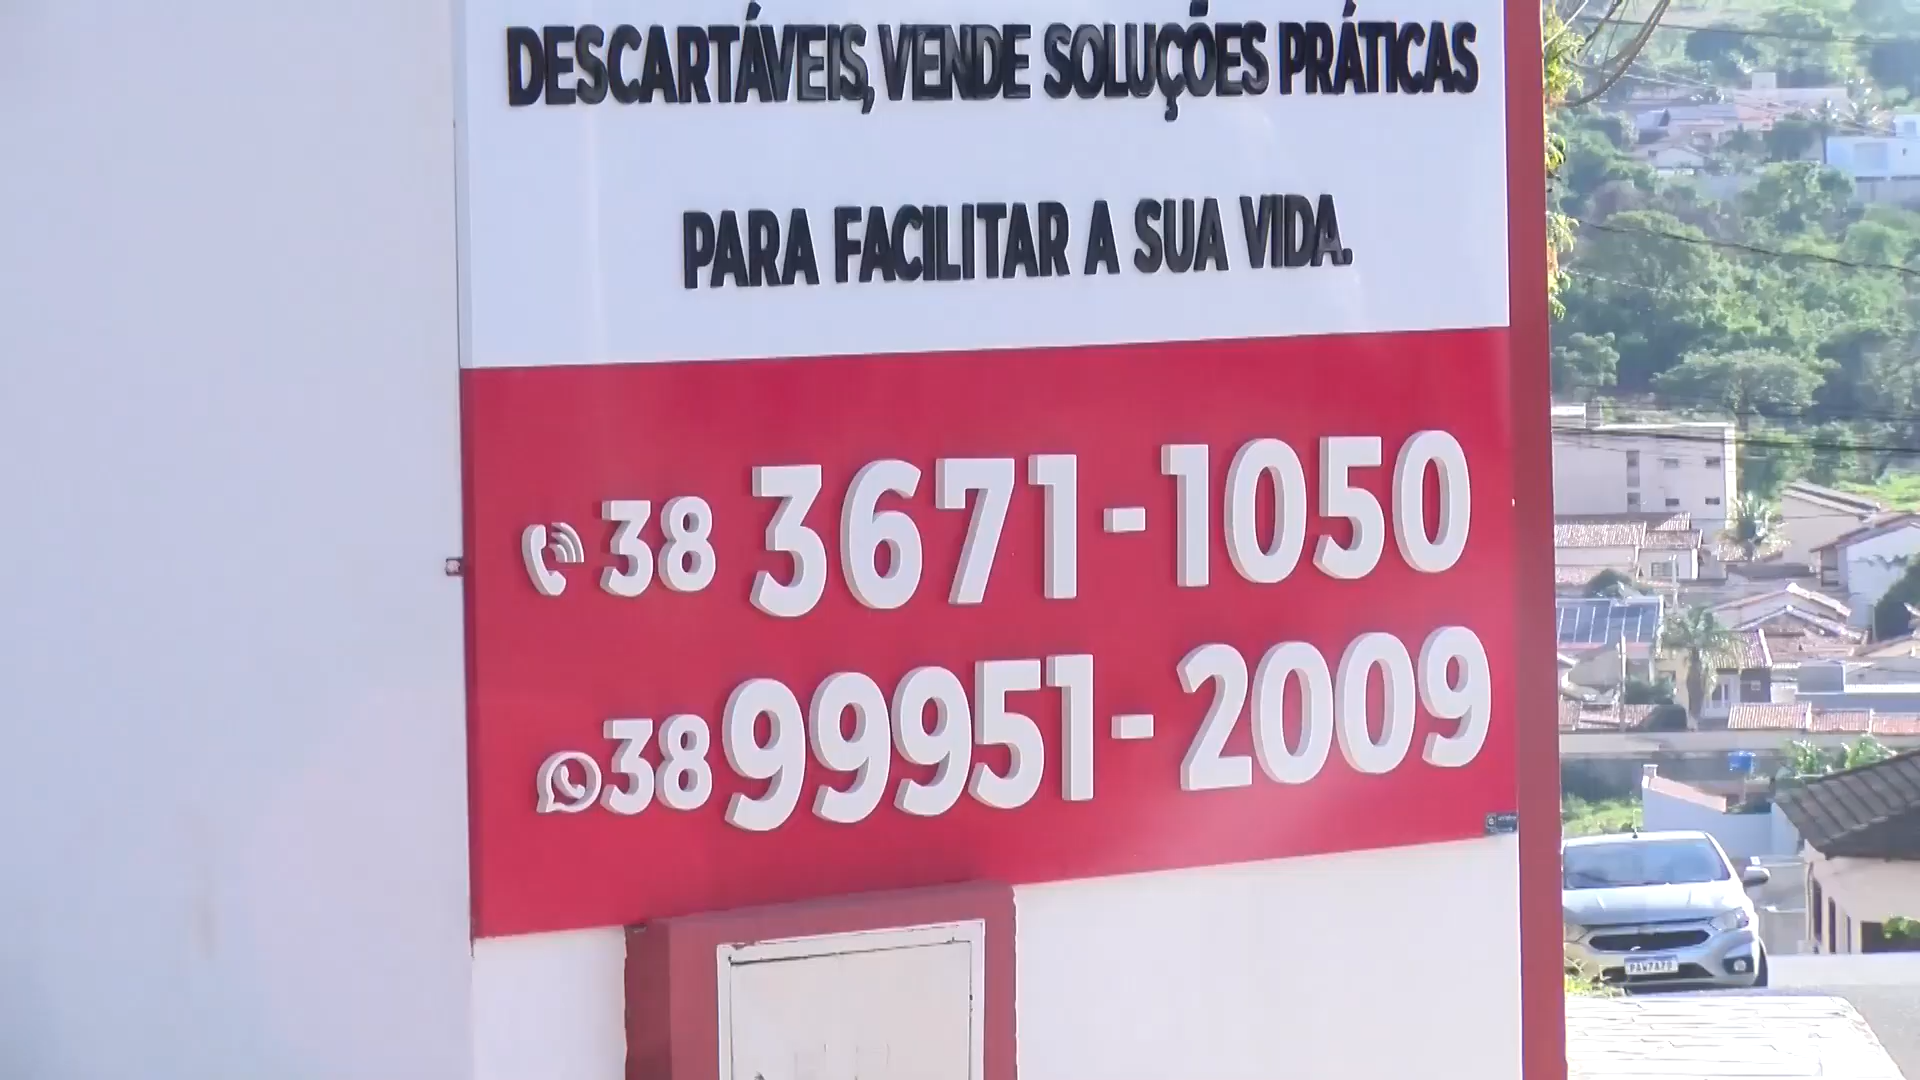 DESCARTÁVEIS, VENDE SOLUÇÕES PRÁTICAS
PARA FACILITAR A SUA VIDA.
38 3671-1050
38 99951-2009